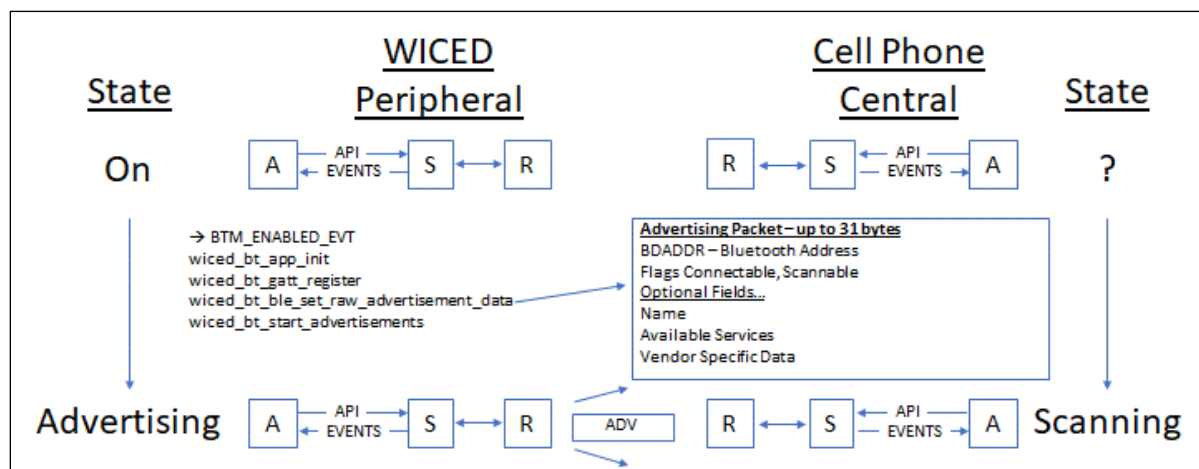 WICED
Peripheral
Cell Phone
Central
State
State
On
A
API
EVENTS
S
R
R
S
API
EVENTS
A
?
→ BTM_ENABLED_EVT
wiced_bt_app_init
wiced_bt_gatt_register
wiced_bt_ble_set_raw_advertisement_data
wiced_bt_start_advertisements
Advertising Packet – up to 31 bytes
BDADDR – Bluetooth Address
Flags Connectable, Scannable
Optional Fields...
Name
Available Services
Vendor Specific Data
Advertising
A
API
EVENTS
S
R
ADV
R
S
API
EVENTS
A
Scanning